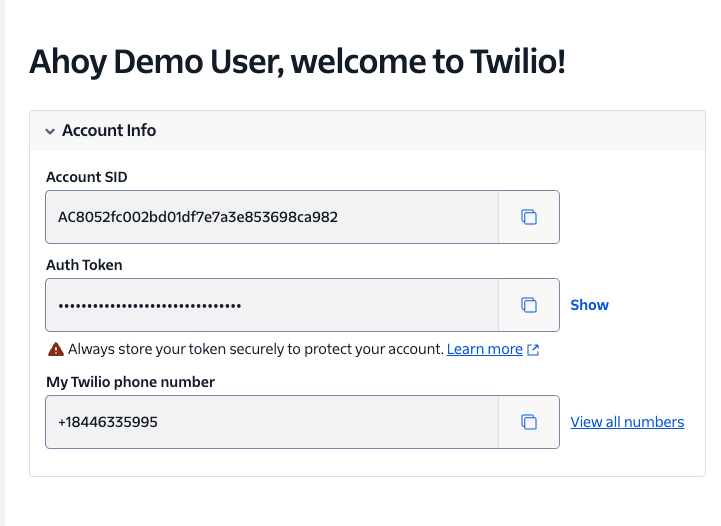 Ahoy Demo User, welcome to Twilio!
Account Info
Account SID
AC8052fc002bd01df7e7a3e853698ca982
Auth Token
••••••••••••••••••••••••••••••••
Show
Always store your token securely to protect your account. Learn more
My Twilio phone number
+18446335995
View all numbers